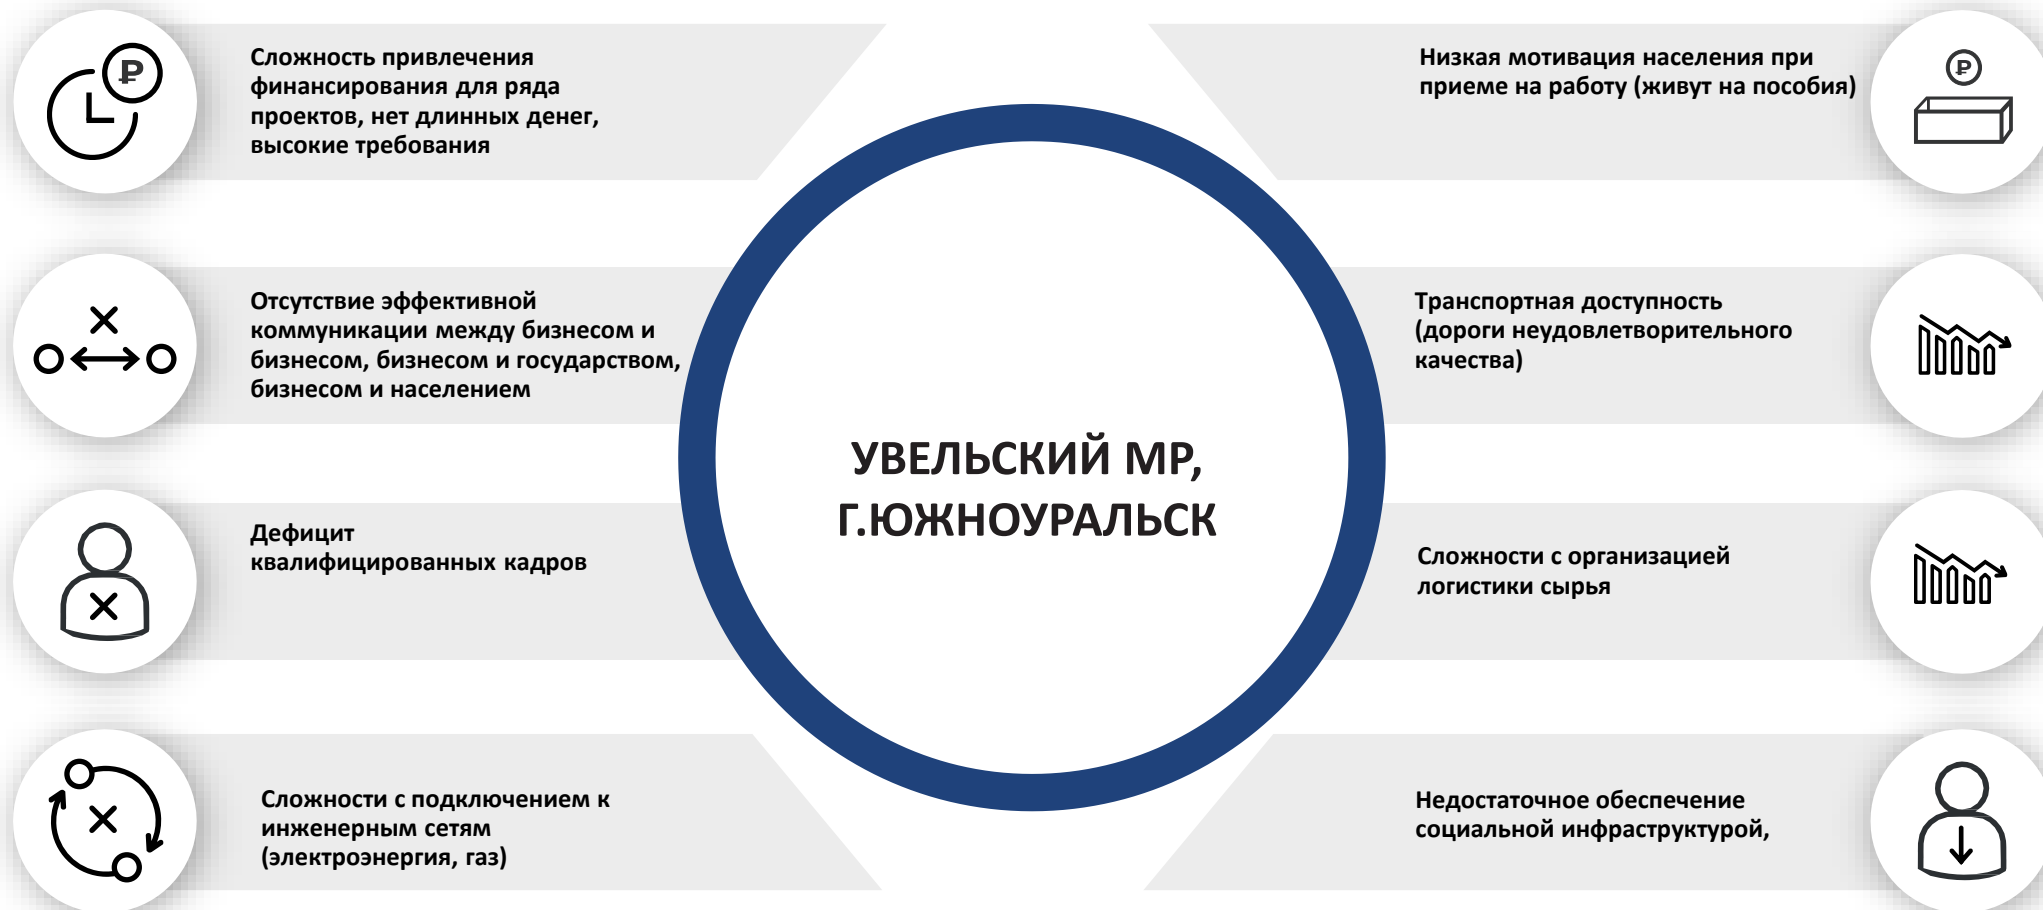 Сложность привлечения
финансирования для ряда
проектов, нет длинных денег,
высокие требования
Отсутствие эффективной
коммуникации между бизнесом и
бизнесом, бизнесом и государством,
бизнесом и населением
Дефицит
квалифицированных кадров
Сложности с подключением к
инженерным сетям
(электроэнергия, газ)
УВЕЛЬСКИЙ МР,
Г.ЮЖНОУРАЛЬСК
Низкая мотивация населения при
приеме на работу (живут на пособия)
Транспортная доступность
(дороги неудовлетворительного
качества)
Сложности с организацией
логистики сырья
Недостаточное обеспечение
социальной инфраструктурой,